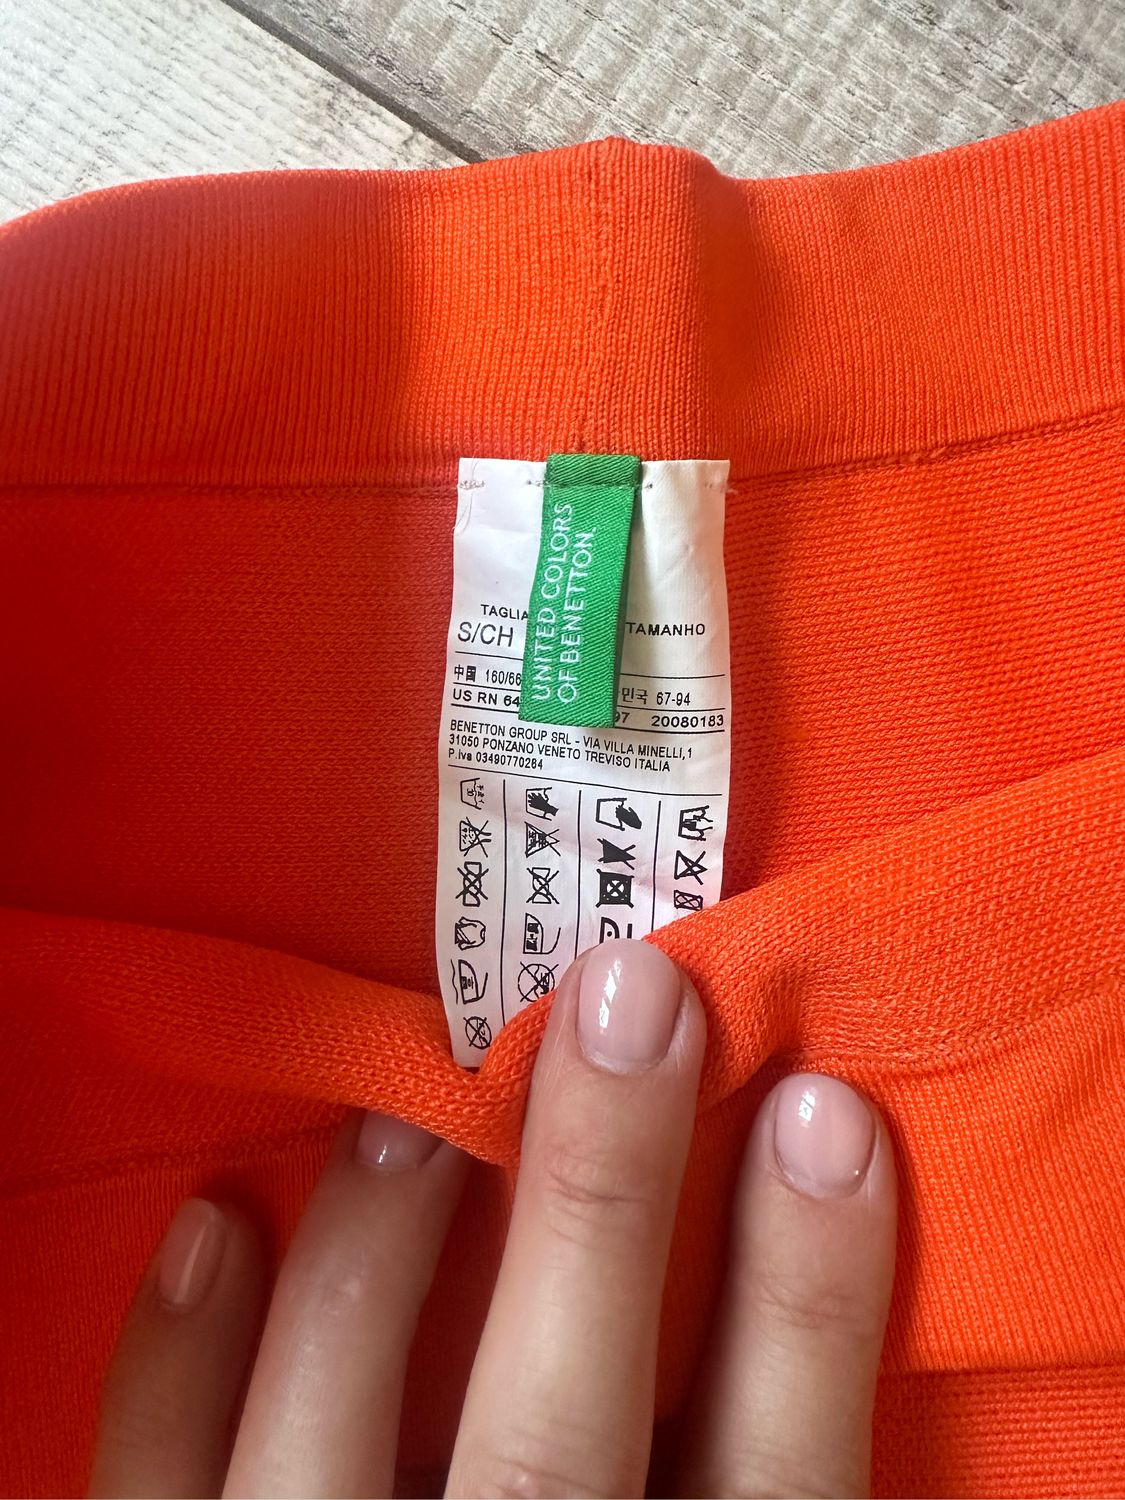 UNITED COLORS
OF BENETTON.
TAGLIA TAMANHO
S/CH
中国 160/66 민국 67-94
US RN 64 97 20080183
BENETTON GROUP SRL - VIA VILLA MINELLI,1
31050 PONZANO VENETO TREVISO ITALIA
P.iva 03490770264